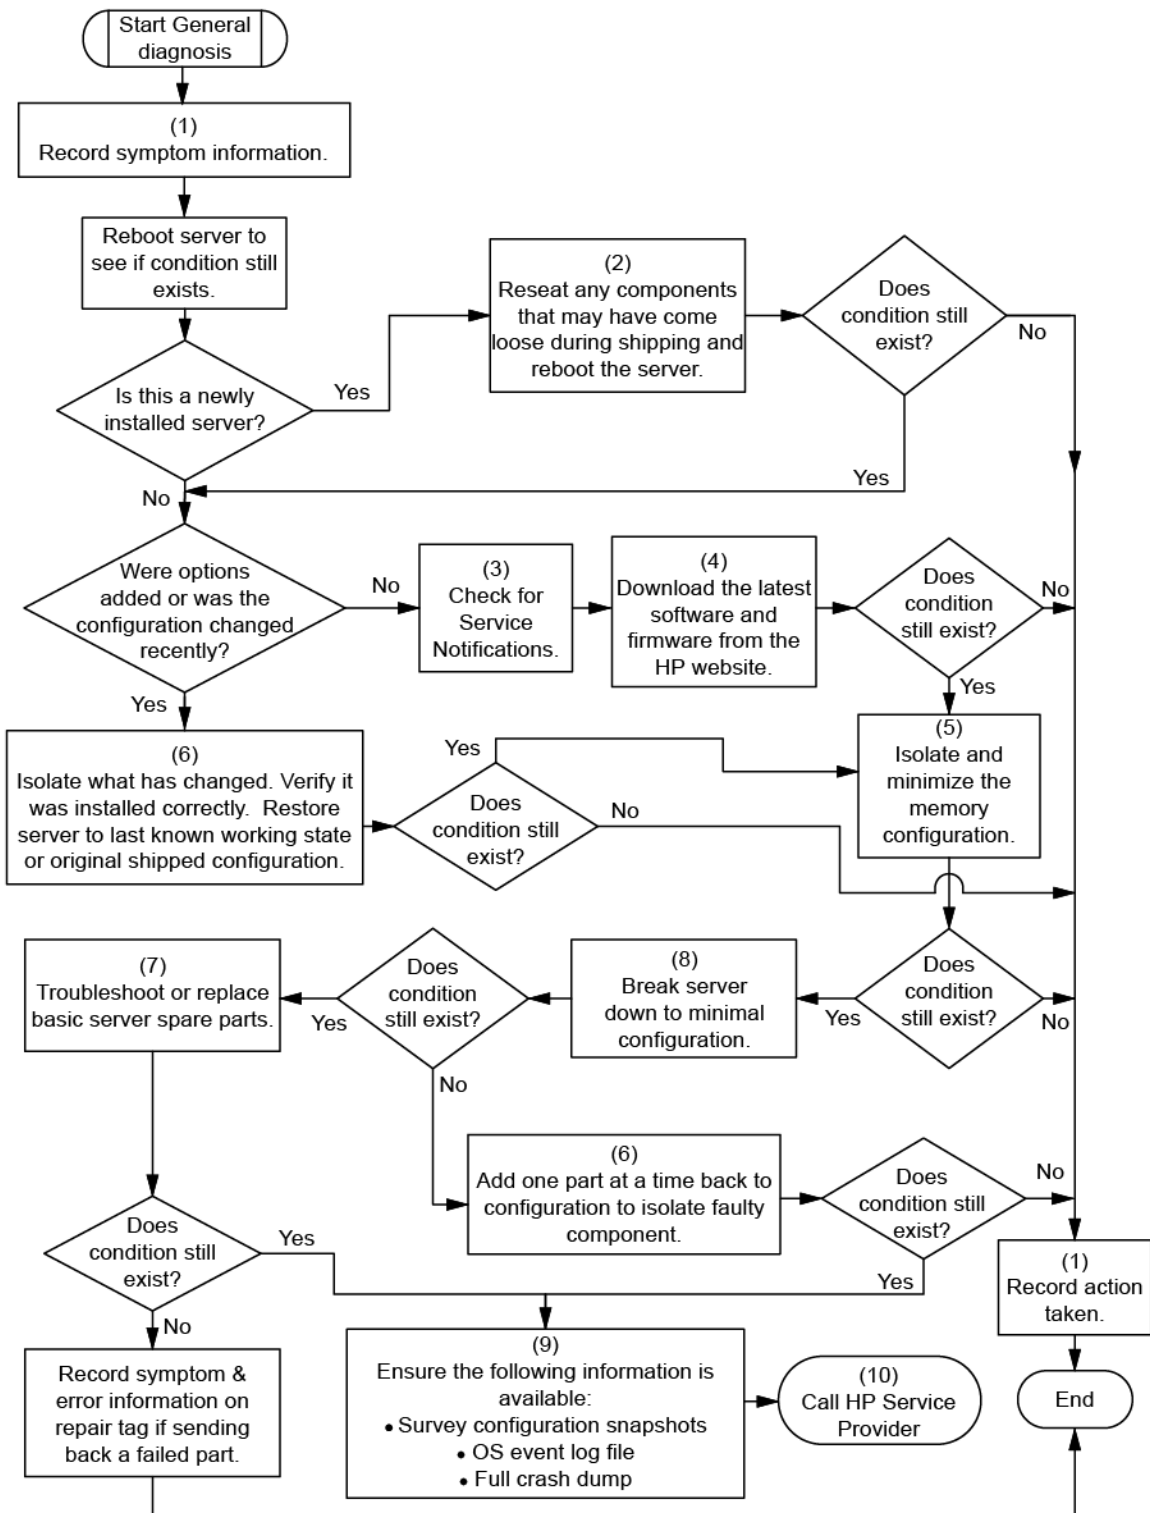 Start General
diagnosis
(1)
Record symptom information.
Reboot server to
see if condition still
exists.
(2)
Reseat any components
that may have come
loose during shipping and
reboot the server.
Does
condition still
exist?
No
Yes
Is this a newly
installed server?
Yes
No
Were options
added or was the
configuration changed
recently?
No
(3)
Check for
Service
Notifications.
(4)
Download the latest
software and
firmware from the
HP website.
Does
condition
still exist?
No
Yes
Yes
(6)
Isolate what has changed. Verify it
was installed correctly. Restore
server to last known working state
or original shipped configuration.
Yes
Does
condition still
exist?
No
(5)
Isolate and
minimize the
memory
configuration.
(7)
Troubleshoot or replace
basic server spare parts.
Yes
Does
condition
still exist?
No
(8)
Break server
down to minimal
configuration.
Yes
Does
condition
still exist?
No
(6)
Add one part at a time back to
configuration to isolate faulty
component.
Does
condition still
exist?
No
Yes
Does
condition still
exist?
Yes
No
(1)
Record action
taken.
Record symptom &
error information on
repair tag if sending
back a failed part.
(9)
Ensure the following information is
available:
• Survey configuration snapshots
• OS event log file
• Full crash dump
(10)
Call HP Service
Provider
End